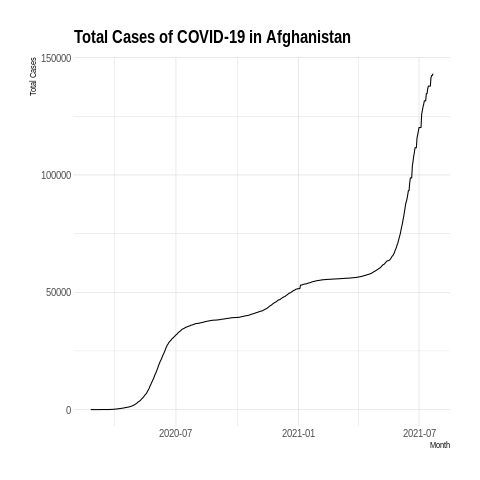 Total Cases of COVID-19 in Afghanistan
Total Cases
150000
100000
50000
0
2020-07
2021-01
2021-07
Month